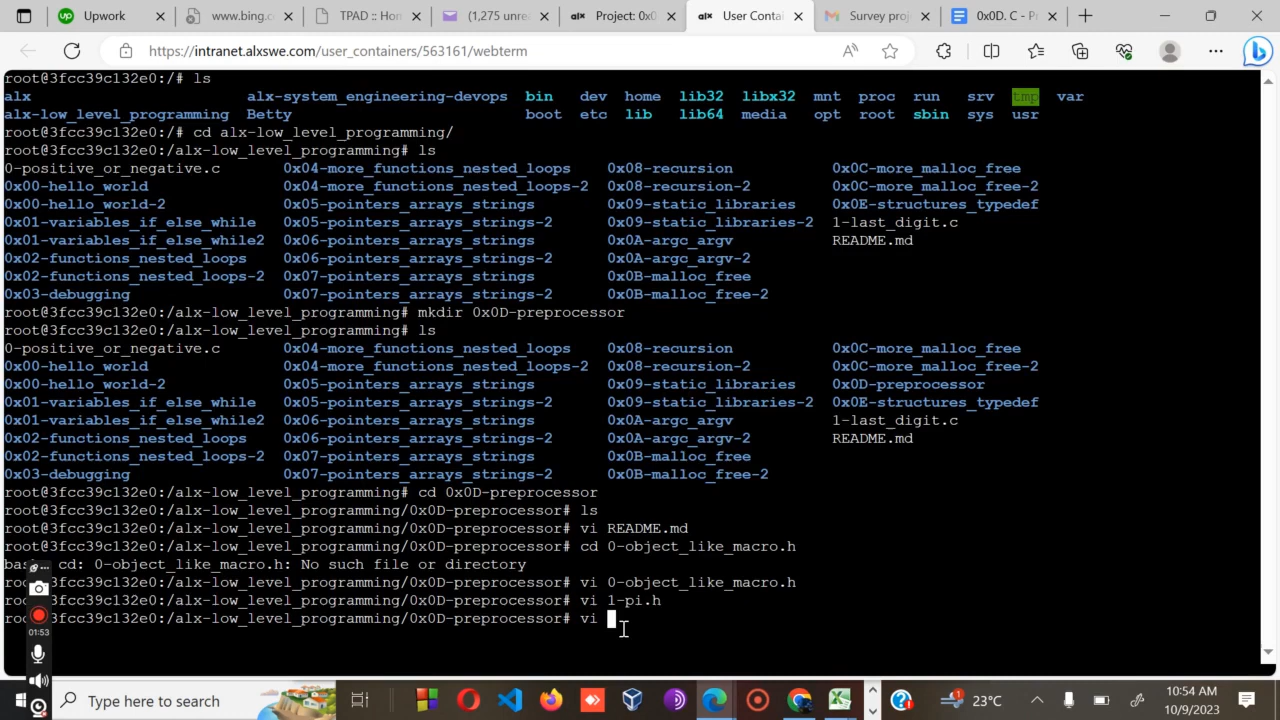 Upwork
www.bing.c
TPAD :: Hon
(1,275 unre
Project: 0x0
User Contai
Survey proj
0x0D. C - Pr
https://intranet.alxswe.com/user_containers/563161/webterm
root@3fcc39c132e0:/# ls
alx alx-system_engineering-devops bin dev home lib32 libx32 mnt proc run srv tmp var
alx-low_level_programming Betty boot etc lib lib64 media opt root sbin sys usr
root@3fcc39c132e0:/# cd alx-low_level_programming/
root@3fcc39c132e0:/alx-low_level_programming# ls
0-positive_or_negative.c 0x04-more_functions_nested_loops 0x08-recursion 0x0C-more_malloc_free
0x00-hello_world 0x04-more_functions_nested_loops-2 0x08-recursion-2 0x0C-more_malloc_free-2
0x00-hello_world-2 0x05-pointers_arrays_strings 0x09-static_libraries 0x0E-structures_typedef
0x01-variables_if_else_while 0x05-pointers_arrays_strings-2 0x09-static_libraries-2 1-last_digit.c
0x01-variables_if_else_while2 0x06-pointers_arrays_strings 0x0A-argc_argv README.md
0x02-functions_nested_loops 0x06-pointers_arrays_strings-2 0x0A-argc_argv-2
0x02-functions_nested_loops-2 0x07-pointers_arrays_strings 0x0B-malloc_free
0x03-debugging 0x07-pointers_arrays_strings-2 0x0B-malloc_free-2
root@3fcc39c132e0:/alx-low_level_programming# mkdir 0x0D-preprocessor
root@3fcc39c132e0:/alx-low_level_programming# ls
0-positive_or_negative.c 0x04-more_functions_nested_loops 0x08-recursion 0x0C-more_malloc_free
0x00-hello_world 0x04-more_functions_nested_loops-2 0x08-recursion-2 0x0C-more_malloc_free-2
0x00-hello_world-2 0x05-pointers_arrays_strings 0x09-static_libraries 0x0D-preprocessor
0x01-variables_if_else_while 0x05-pointers_arrays_strings-2 0x09-static_libraries-2 0x0E-structures_typedef
0x01-variables_if_else_while2 0x06-pointers_arrays_strings 0x0A-argc_argv 1-last_digit.c
0x02-functions_nested_loops 0x06-pointers_arrays_strings-2 0x0A-argc_argv-2 README.md
0x02-functions_nested_loops-2 0x07-pointers_arrays_strings 0x0B-malloc_free
0x03-debugging 0x07-pointers_arrays_strings-2 0x0B-malloc_free-2
root@3fcc39c132e0:/alx-low_level_programming# cd 0x0D-preprocessor
root@3fcc39c132e0:/alx-low_level_programming/0x0D-preprocessor# ls
root@3fcc39c132e0:/alx-low_level_programming/0x0D-preprocessor# vi README.md
root@3fcc39c132e0:/alx-low_level_programming/0x0D-preprocessor# cd 0-object_like_macro.h
cd: 0-object_like_macro.h: No such file or directory
roo 3fcc39c132e0:/alx-low_level_programming/0x0D-preprocessor# vi 0-object_like_macro.h
roo 3fcc39c132e0:/alx-low_level_programming/0x0D-preprocessor# vi 1-pi.h
roo 3fcc39c132e0:/alx-low_level_programming/0x0D-preprocessor# vi
01:53
Type here to search
1
23°C
10:54 AM
10/9/2023